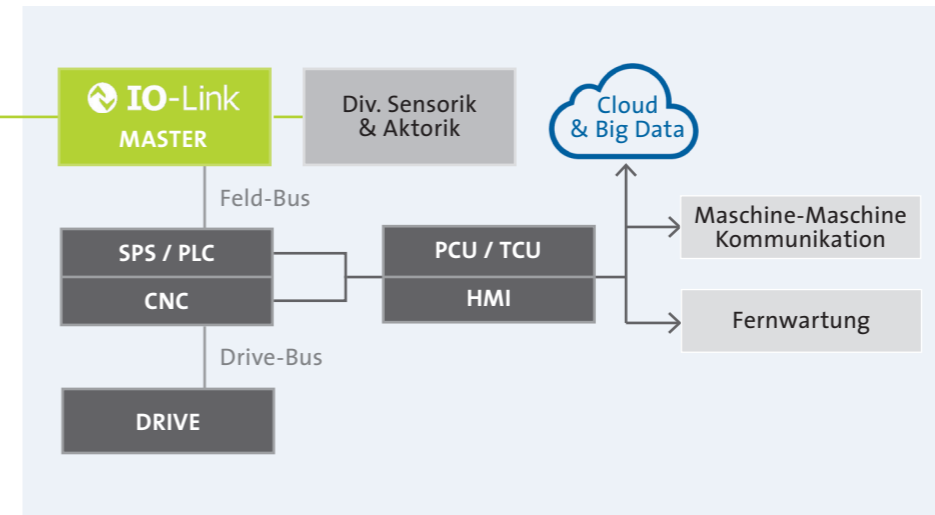 IO-Link
MASTER
Div. Sensorik
& Aktorik
Cloud
& Big Data
Feld-Bus
Maschine-Maschine
Kommunikation
SPS / PLC
CNC
PCU / TCU
HMI
Fernwartung
Drive-Bus
DRIVE